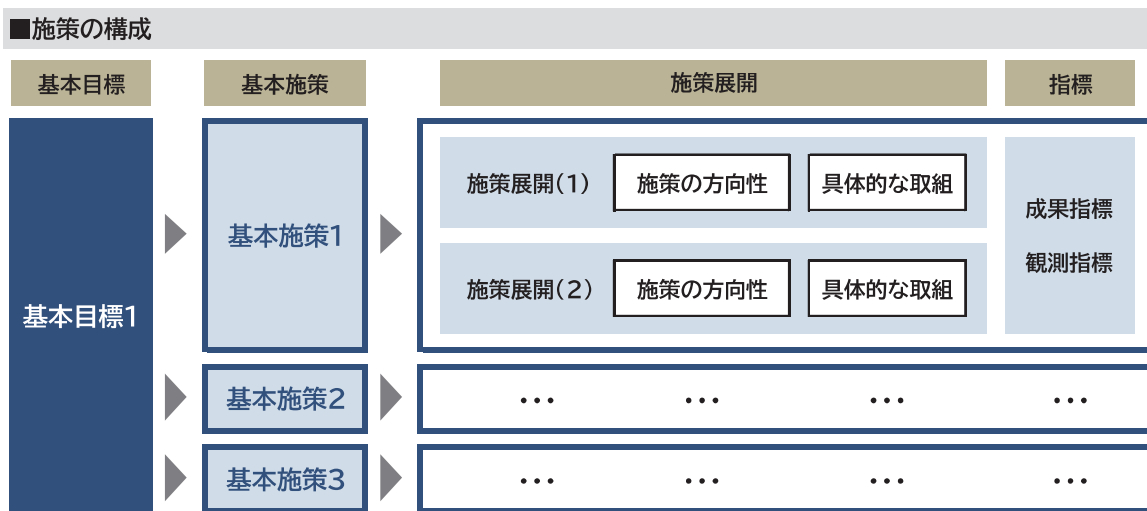 ■施策の構成
基本目標
基本施策
施策展開
指標
基本目標1
基本施策1
施策展開(1)
施策の方向性
具体的な取組
施策展開(2)
施策の方向性
具体的な取組
成果指標
観測指標
基本施策2
… … … …
基本施策3
… … … …